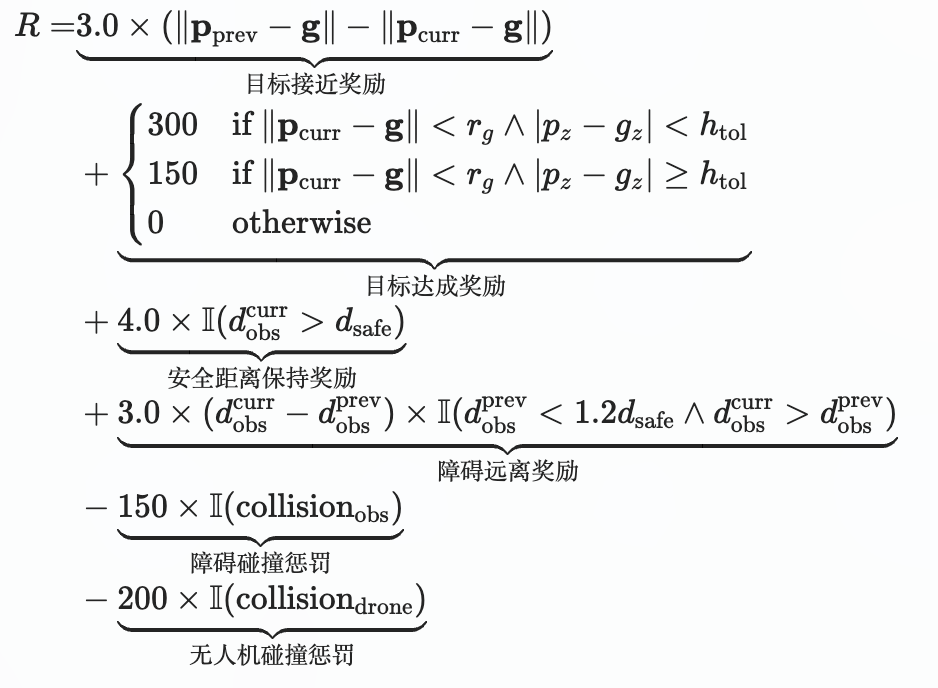 R =3.0 × (‖p_prev − g‖ − ‖p_curr − g‖)
目标接近奖励
+ { 300 if ‖p_curr − g‖ < r_g ∧ |p_z − g_z| < h_tol
150 if ‖p_curr − g‖ < r_g ∧ |p_z − g_z| ≥ h_tol
0 otherwise
目标达成奖励
+ 4.0 × 𝕀(d_obs^curr > d_safe)
安全距离保持奖励
+ 3.0 × (d_obs^curr − d_obs^prev) × 𝕀(d_obs^prev < 1.2d_safe ∧ d_obs^curr > d_obs^prev)
障碍远离奖励
− 150 × 𝕀(collision_obs)
障碍碰撞惩罚
− 200 × 𝕀(collision_drone)
无人机碰撞惩罚